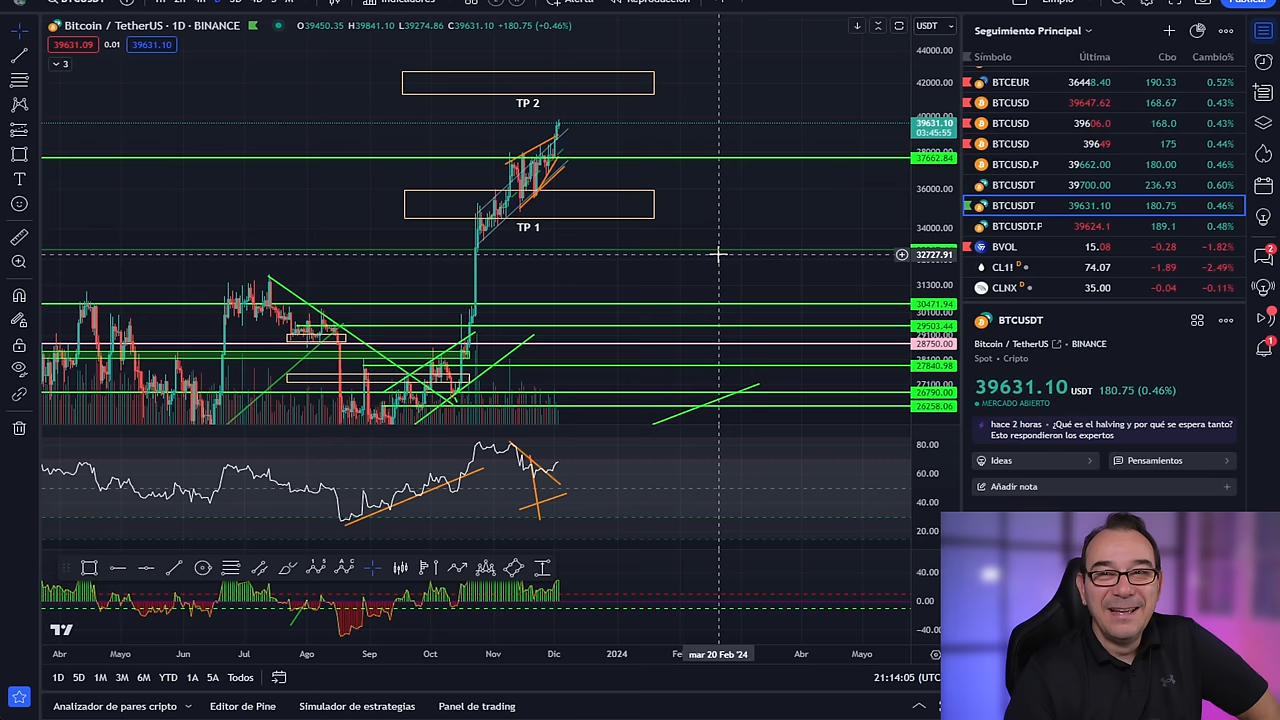 Bitcoin / TetherUS · 1D · BINANCE
O39450.35 H39841.10 L39274.86 C39631.10 +180.75 (+0.46%)
USDT
39631.09 0.01 39631.10
3
44000.00
42000.00
TP 2
39631.10
03:45:55
37662.84
36000.00
34000.00
TP 1
32727.91
31300.00
30471.94
30100.00
29503.44
28750.00
27840.98
27100.00
26790.00
26258.06
80.00
60.00
40.00
20.00
40.00
0.00
−40.00
Abr Mayo Jun Jul Ago Sep Oct Nov Dic 2024 Fe mar 20 Feb '24 Abr Mayo
1D 5D 1M 3M 6M YTD 1A 5A Todos
21:14:05 (UTC
Analizador de pares cripto Editor de Pine Simulador de estrategias Panel de trading
Seguimiento Principal
Símbolo Última Cbo Cambio%
BTCEUR 36448.40 190.33 0.52%
BTCUSD 39647.62 168.67 0.43%
BTCUSD 39606.0 168.0 0.43%
BTCUSD 39649 175 0.44%
BTCUSD.P 39662.00 180.00 0.46%
BTCUSDT 39700.00 236.93 0.60%
BTCUSDT 39631.10 180.75 0.46%
BTCUSDT.P 39624.1 189.1 0.48%
BVOL 15.08 −0.28 −1.82%
CL1! D 74.07 −1.89 −2.49%
CLNX D 35.00 −0.04 −0.11%
BTCUSDT
Bitcoin / TetherUS BINANCE
Spot • Cripto
39631.10 USDT 180.75 (0.46%)
MERCADO ABIERTO
hace 2 horas • ¿Qué es el halving y por qué se espera tanto?
Esto respondieron los expertos
Ideas Pensamientos
Añadir nota
2
1